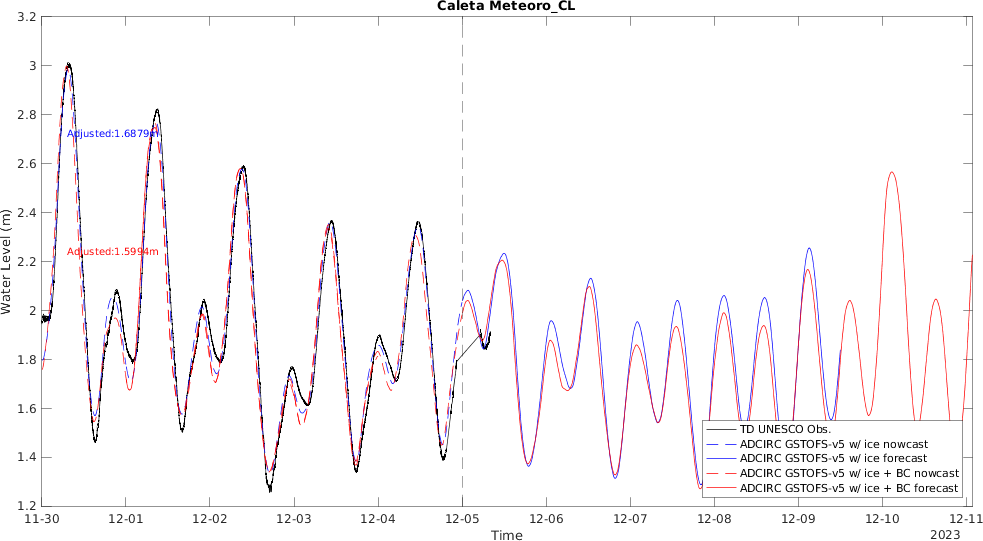 Caleta Meteoro_CL
3.2
3
2.8
2.6
2.4
2.2
2
1.8
1.6
1.4
1.2
Water Level (m)
Adjusted:1.6879m
Adjusted:1.5994m
TD UNESCO Obs.
ADCIRC GSTOFS-v5 w/ ice nowcast
ADCIRC GSTOFS-v5 w/ ice forecast
ADCIRC GSTOFS-v5 w/ ice + BC nowcast
ADCIRC GSTOFS-v5 w/ ice + BC forecast
11-30 12-01 12-02 12-03 12-04 12-05 12-06 12-07 12-08 12-09 12-10 12-11
Time
2023